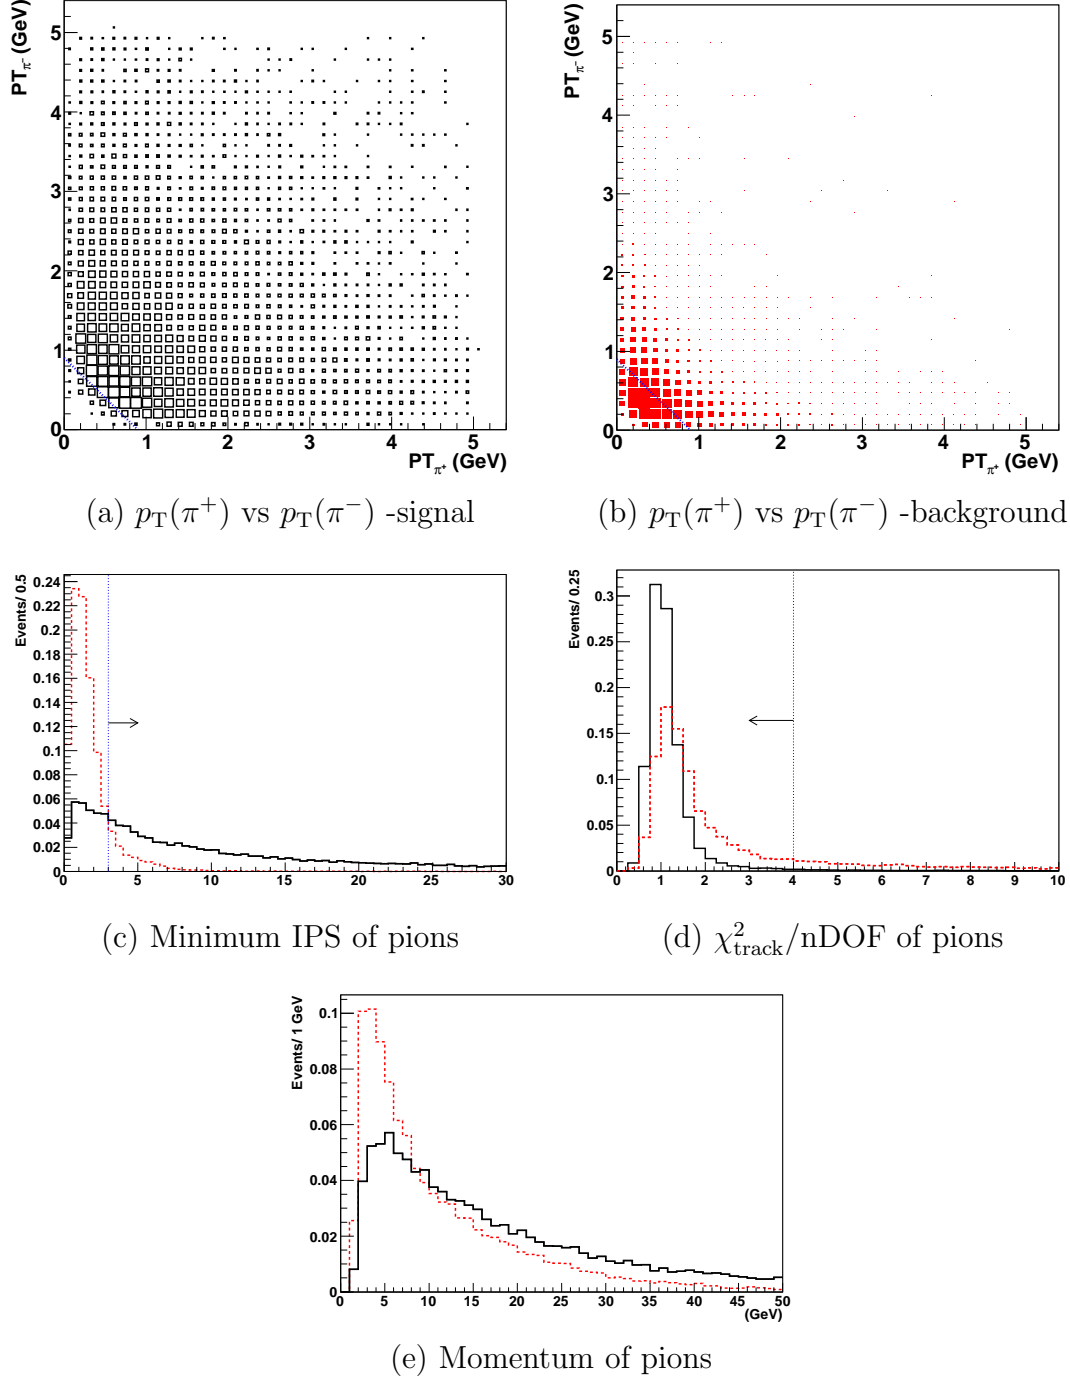 PT_π⁻ (GeV)
5
4
3
2
1
0
0 1 2 3 4 5
PT_π⁺ (GeV)
(a) p_T(π⁺) vs p_T(π⁻) -signal
PT_π⁻ (GeV)
5
4
3
2
1
0
0 1 2 3 4 5
PT_π⁺ (GeV)
(b) p_T(π⁺) vs p_T(π⁻) -background
Events/ 0.5
0.24
0.22
0.2
0.18
0.16
0.14
0.12
0.1
0.08
0.06
0.04
0.02
0
0 5 10 15 20 25 30
(c) Minimum IPS of pions
Events/ 0.25
0.3
0.25
0.2
0.15
0.1
0.05
0
0 1 2 3 4 5 6 7 8 9 10
(d) χ²_track/nDOF of pions
Events/ 1 GeV
0.1
0.08
0.06
0.04
0.02
0
0 5 10 15 20 25 30 35 40 45 50
(GeV)
(e) Momentum of pions